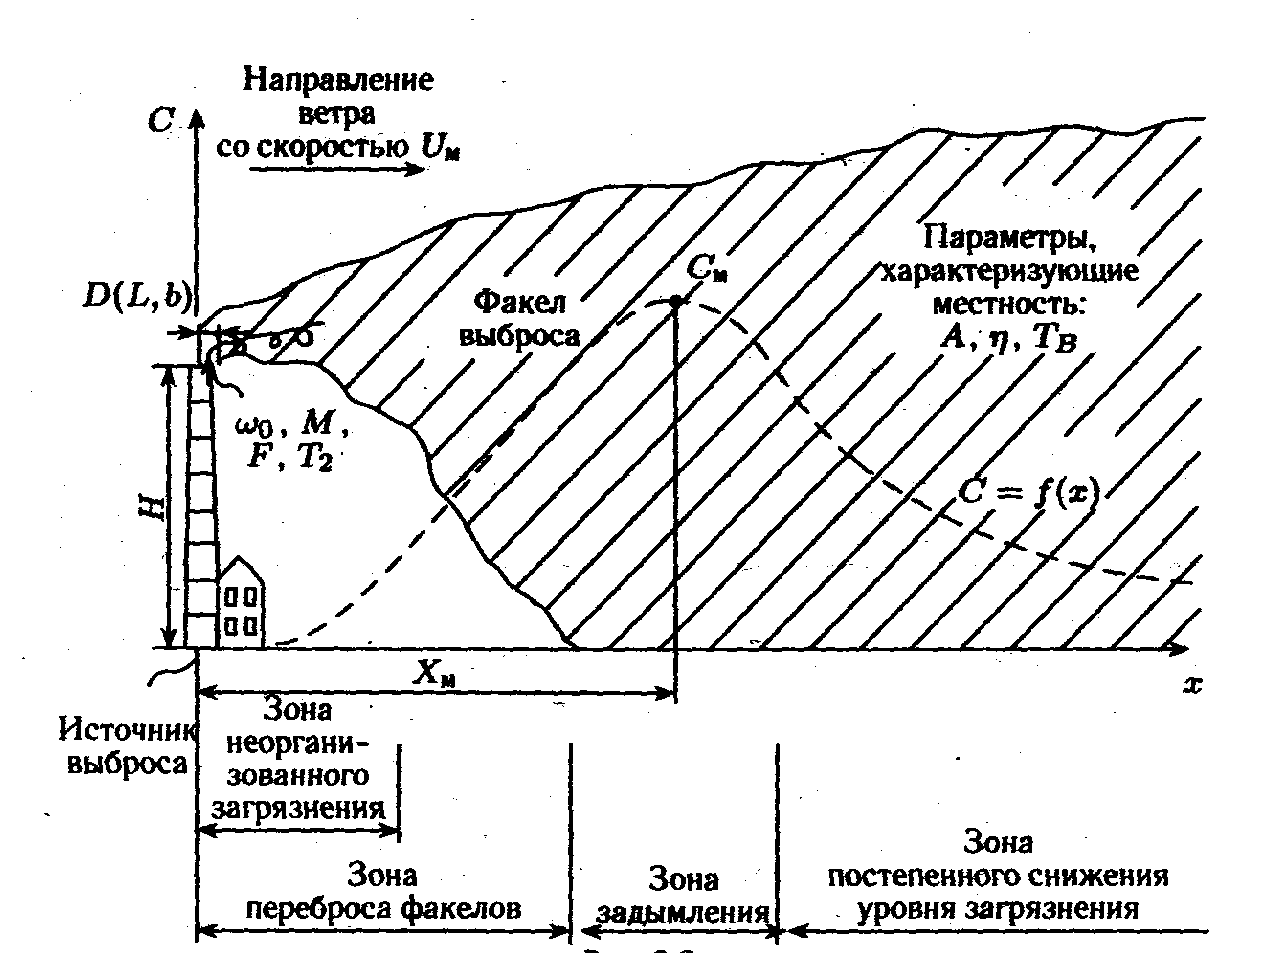 Направление
ветра
со скоростью Uм
C
D(L, b)
Параметры,
характеризующие
местность:
A, η, TB
Cм
Факел
выброса
ω0, M,
F, T2
H
C = f(x)
Xм
x
Источник
выброса
Зона
неоргани-
зованного
загрязнения
Зона
переброса факелов
Зона
задымления
Зона
постепенного снижения
уровня загрязнения